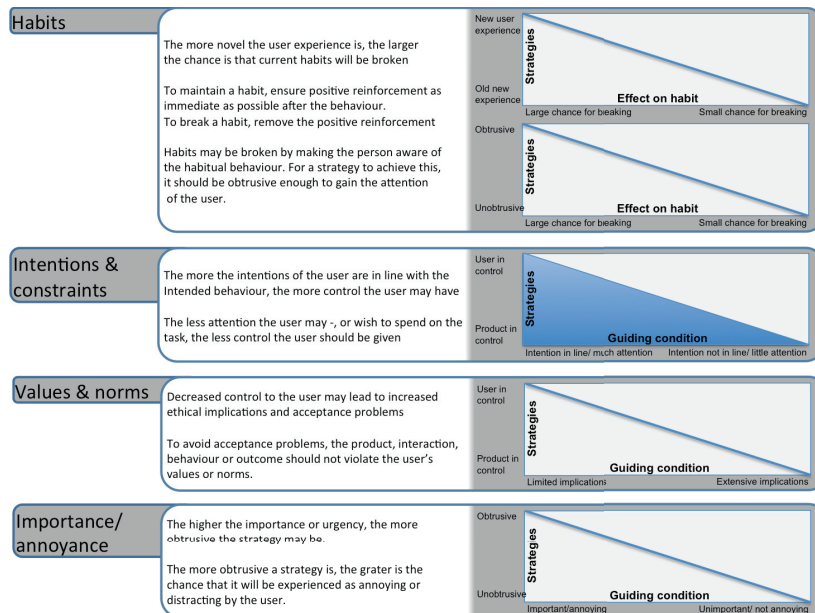 Habits
The more novel the user experience is, the larger
the chance is that current habits will be broken
To maintain a habit, ensure positive reinforcement as
immediate as possible after the behaviour.
To break a habit, remove the positive reinforcement
Habits may be broken by making the person aware of
the habitual behaviour. For a strategy to achieve this,
it should be obtrusive enough to gain the attention
of the user.
New user
experience
Strategies
Old new
experience
Effect on habit
Large chance for breaking
Small chance for breaking
Obtrusive
Strategies
Unobtrusive
Effect on habit
Large chance for breaking
Small chance for breaking
Intentions &
constraints
The more the intentions of the user are in line with the
Intended behaviour, the more control the user may have
The less attention the user may -, or wish to spend on the
task, the less control the user should be given
User in
control
Strategies
Product in
control
Guiding condition
Intention in line/ much attention
Intention not in line/ little attention
Values & norms
Decreased control to the user may lead to increased
ethical implications and acceptance problems
To avoid acceptance problems, the product, interaction,
behaviour or outcome should not violate the user's
values or norms.
User in
control
Strategies
Product in
control
Guiding condition
Limited implications
Extensive implications
Importance/
annoyance
The higher the importance or urgency, the more
obtrusive the strategy may be.
The more obtrusive a strategy is, the grater is the
chance that it will be experienced as annoying or
distracting by the user.
Obtrusive
Strategies
Unobtrusive
Guiding condition
Important/annoying
Unimportant/ not annoying